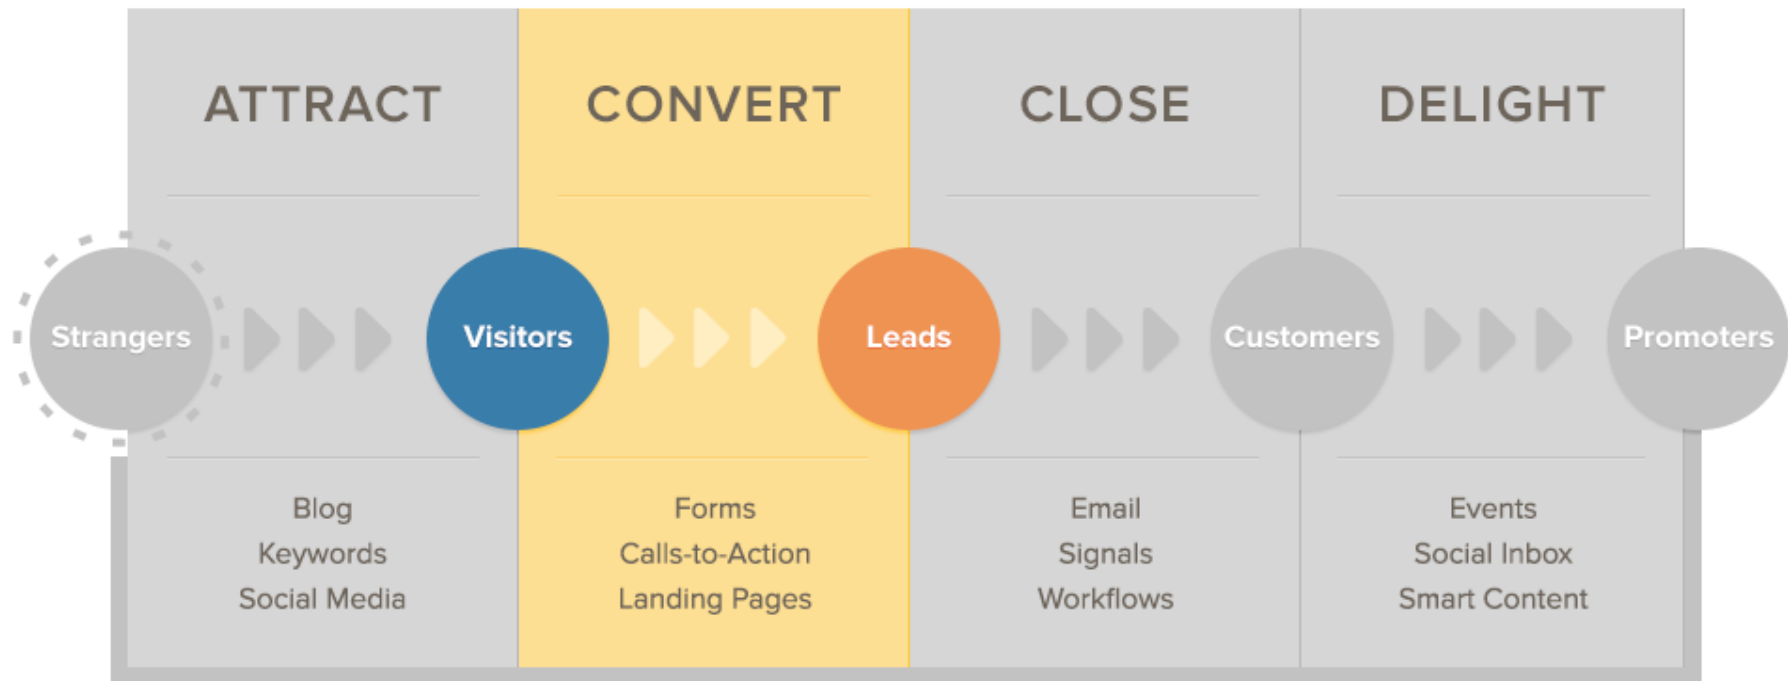 ATTRACT
CONVERT
CLOSE
DELIGHT
Strangers
Visitors
Leads
Customers
Promoters
Blog
Keywords
Social Media
Forms
Calls-to-Action
Landing Pages
Email
Signals
Workflows
Events
Social Inbox
Smart Content